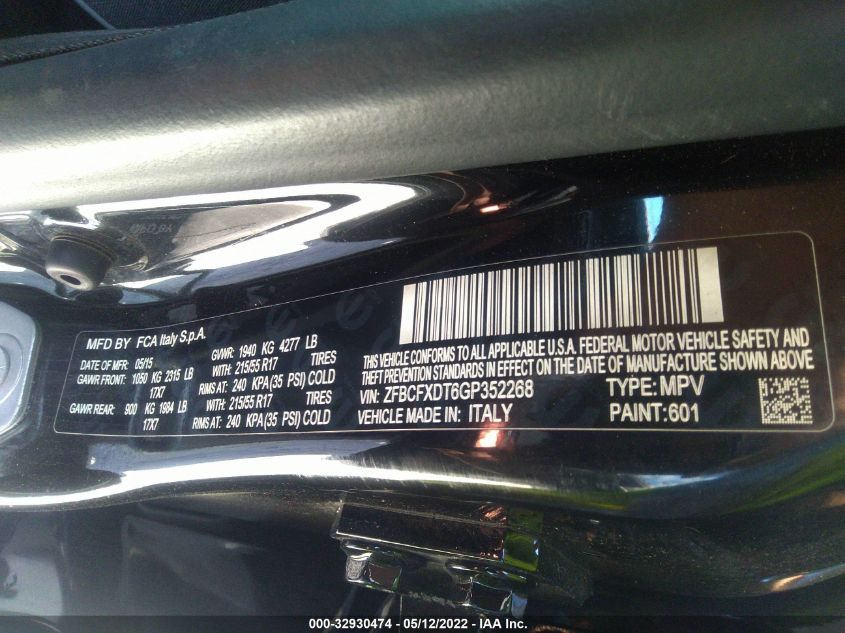 MFD BY FCA Italy S.p.A.
DATE OF MFR: 05/15 GVWR: 1940 KG 4277 LB
GAWR FRONT: 1050 KG 2315 LB WITH: 215/55 R17 TIRES
17X7 RIMS AT: 240 KPA(35 PSI) COLD
GAWR REAR: 900 KG 1984 LB WITH: 215/55 R17 TIRES
17X7 RIMS AT: 240 KPA(35 PSI) COLD
THIS VEHICLE CONFORMS TO ALL APPLICABLE U.S.A. FEDERAL MOTOR VEHICLE SAFETY AND
THEFT PREVENTION STANDARDS IN EFFECT ON THE DATE OF MANUFACTURE SHOWN ABOVE
VIN: ZFBCFXDT6GP352268 TYPE: MPV
VEHICLE MADE IN: ITALY PAINT:601
000-32930474 - 05/12/2022 - IAA Inc.